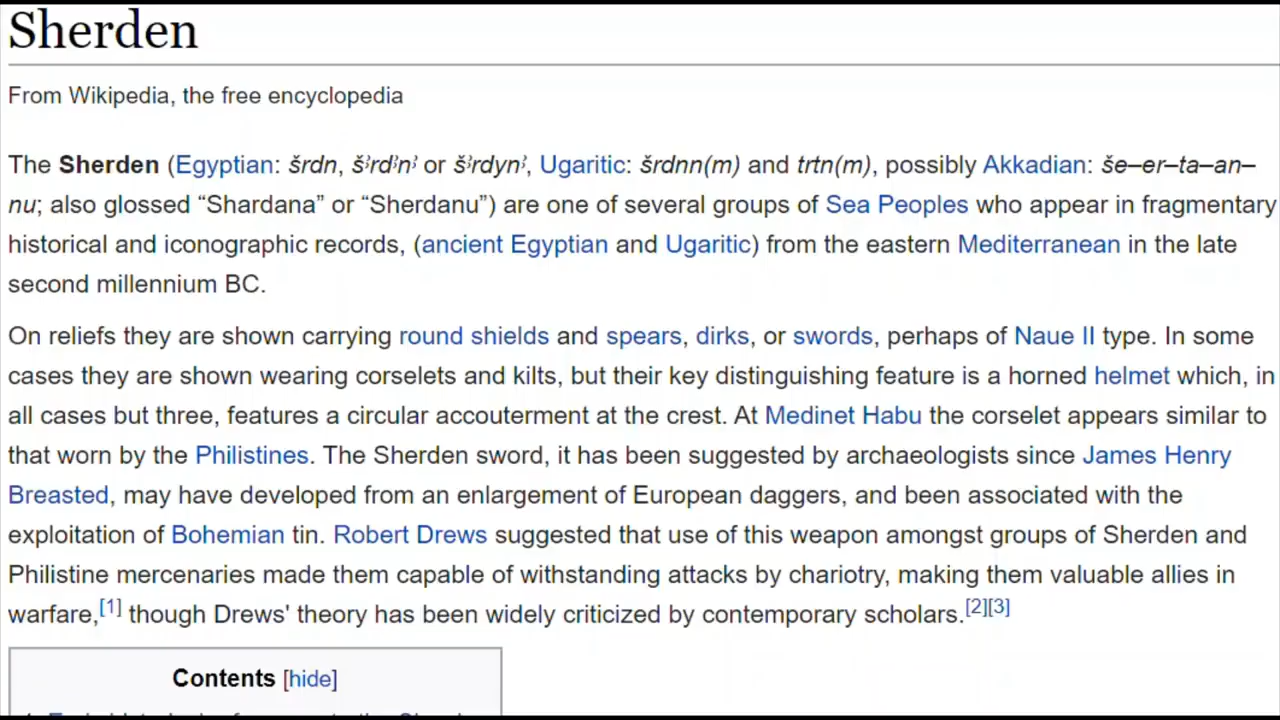 Sherden
From Wikipedia, the free encyclopedia
The Sherden (Egyptian: šrdn, šꜣrdꜣnꜣ or šꜣrdynꜣ, Ugaritic: šrdnn(m) and trtn(m), possibly Akkadian: še–er–ta–an–
nu; also glossed “Shardana” or “Sherdanu”) are one of several groups of Sea Peoples who appear in fragmentary
historical and iconographic records, (ancient Egyptian and Ugaritic) from the eastern Mediterranean in the late
second millennium BC.
On reliefs they are shown carrying round shields and spears, dirks, or swords, perhaps of Naue II type. In some
cases they are shown wearing corselets and kilts, but their key distinguishing feature is a horned helmet which, in
all cases but three, features a circular accouterment at the crest. At Medinet Habu the corselet appears similar to
that worn by the Philistines. The Sherden sword, it has been suggested by archaeologists since James Henry
Breasted, may have developed from an enlargement of European daggers, and been associated with the
exploitation of Bohemian tin. Robert Drews suggested that use of this weapon amongst groups of Sherden and
Philistine mercenaries made them capable of withstanding attacks by chariotry, making them valuable allies in
warfare,[1] though Drews' theory has been widely criticized by contemporary scholars.[2][3]
Contents [hide]